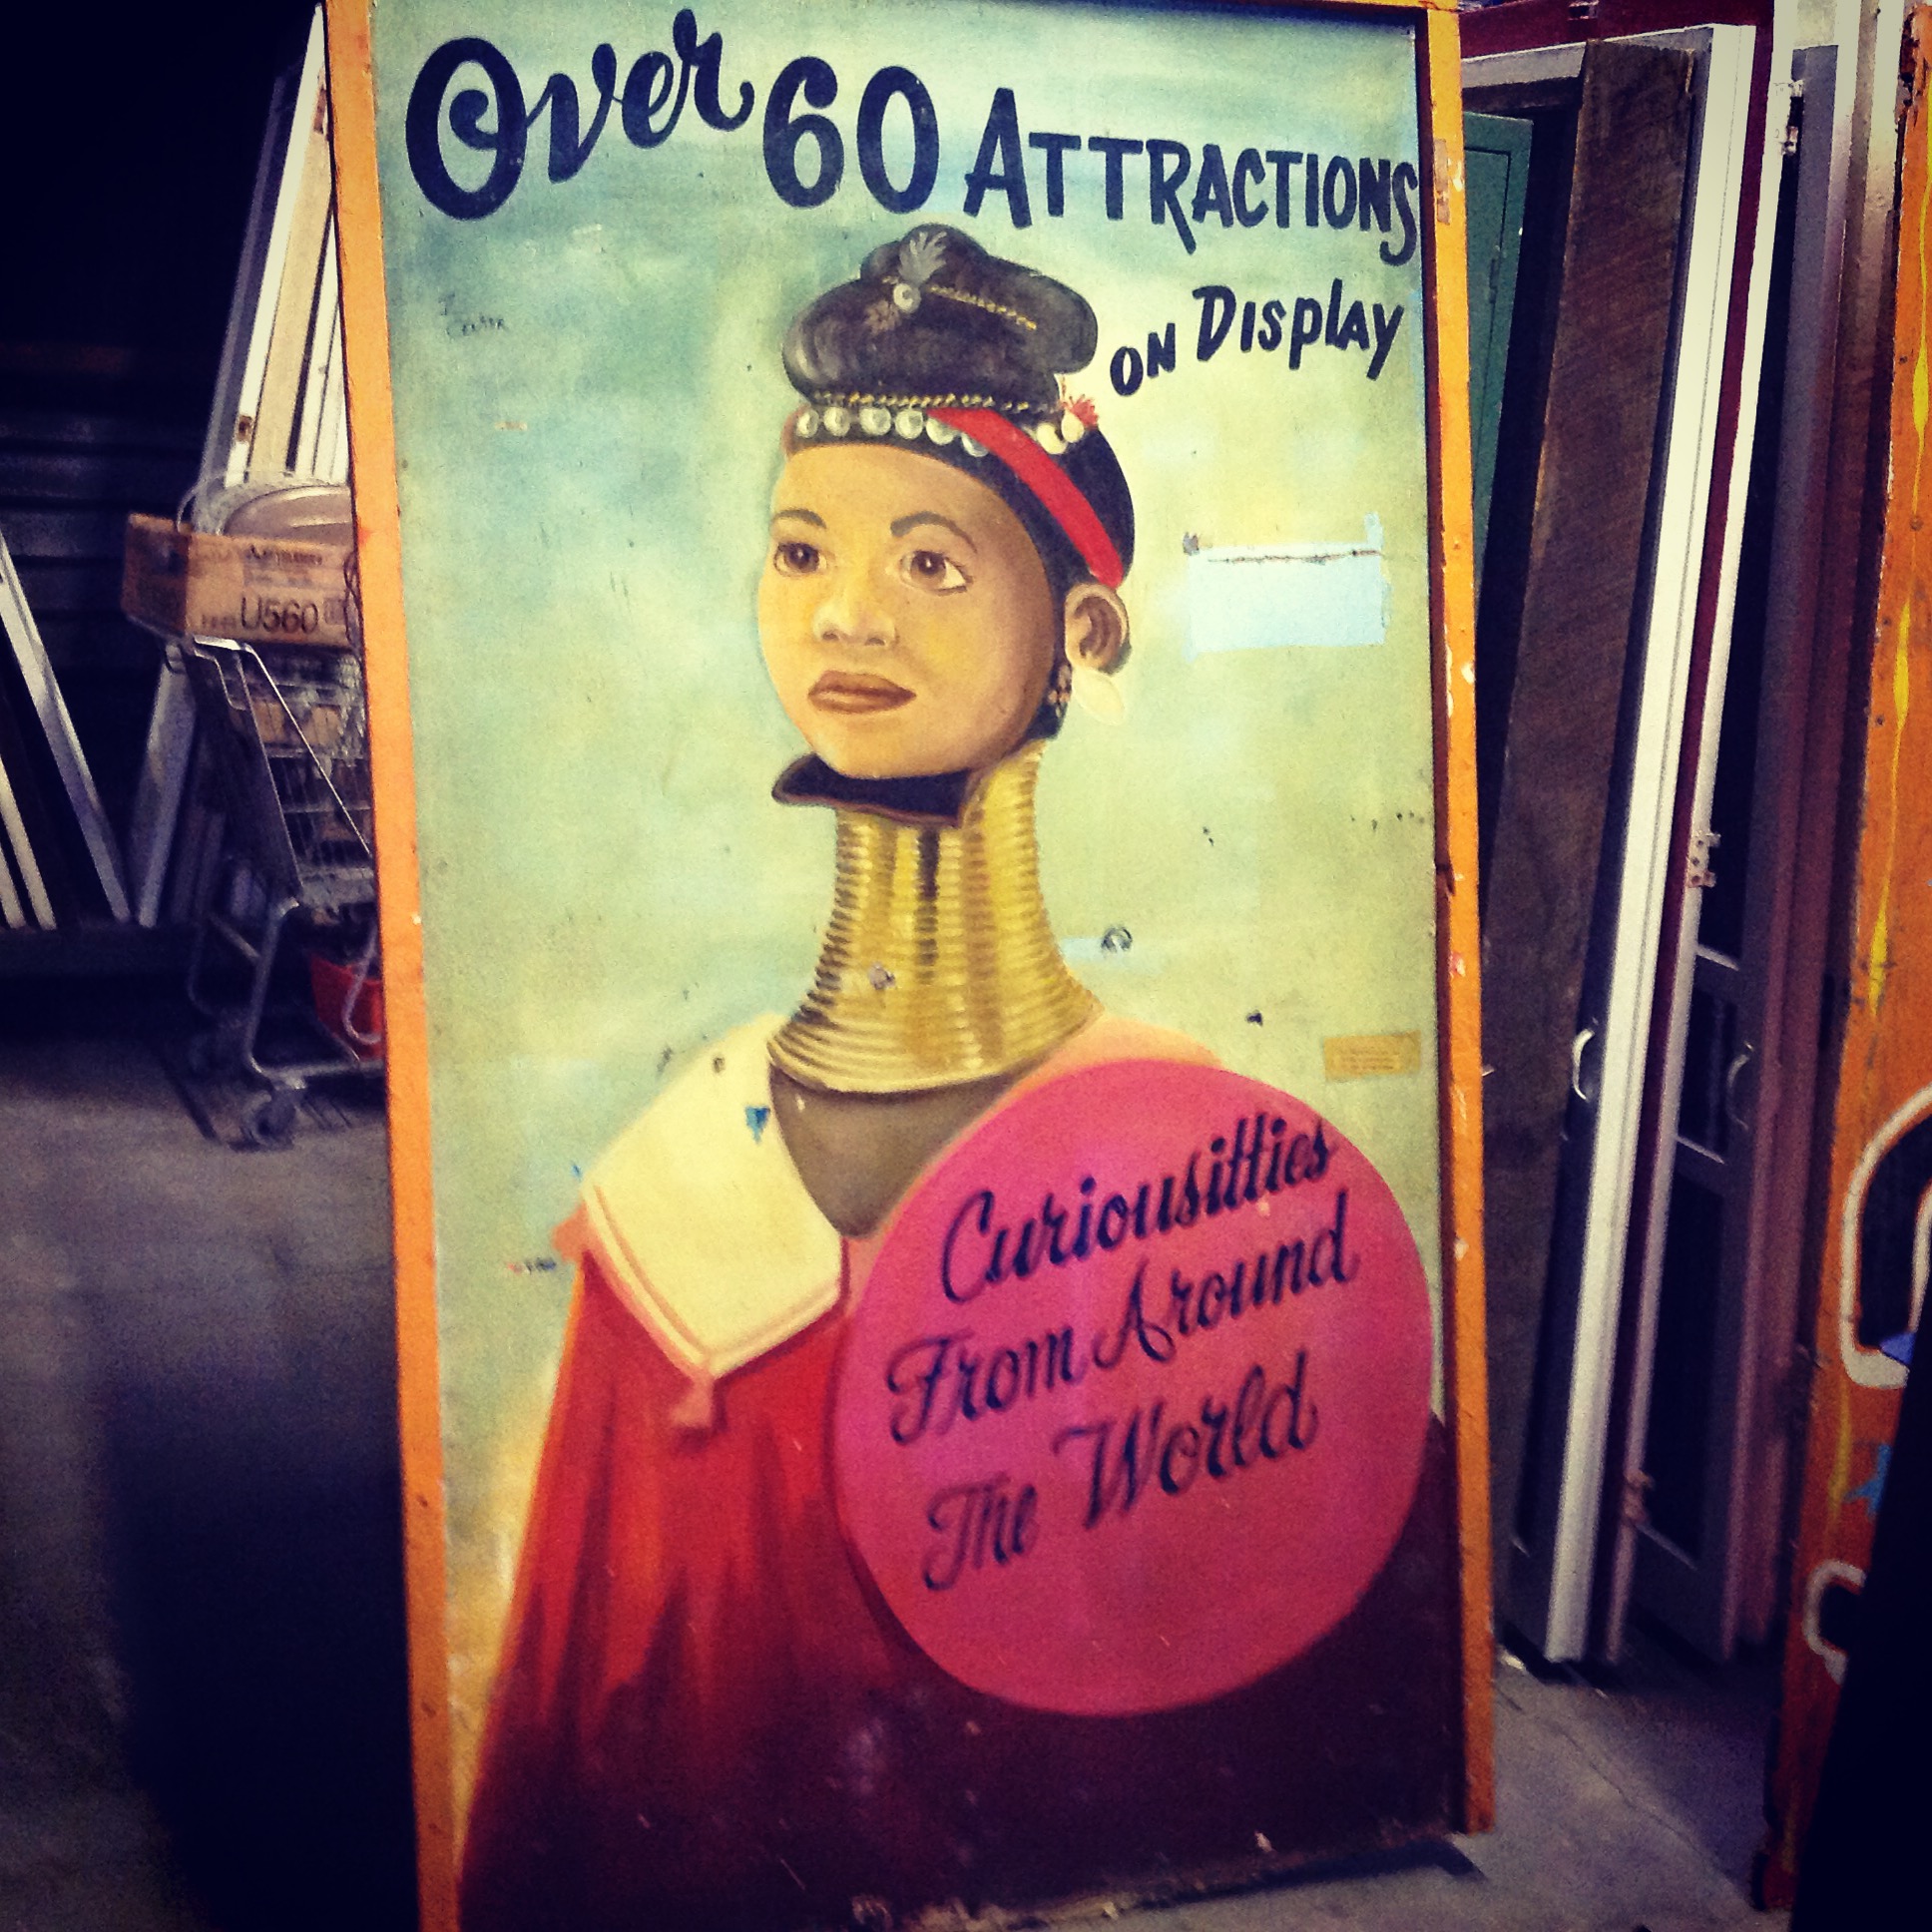 Over 60 ATTRACTIONS
ON DISplAy
Curiousitties
From Around
The World
U560